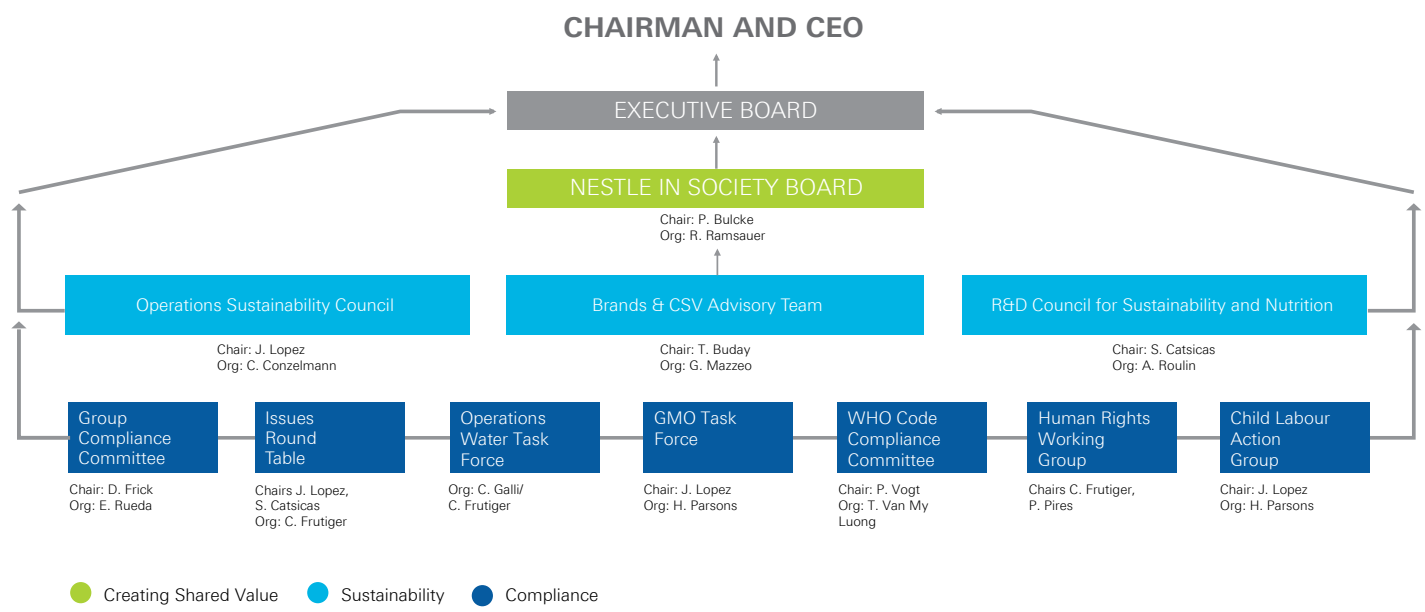 CHAIRMAN AND CEO
EXECUTIVE BOARD
NESTLE IN SOCIETY BOARD
Chair: P. Bulcke
Org: R. Ramsauer
Operations Sustainability Council
Chair: J. Lopez
Org: C. Conzelmann
Brands & CSV Advisory Team
Chair: T. Buday
Org: G. Mazzeo
R&D Council for Sustainability and Nutrition
Chair: S. Catsicas
Org: A. Roulin
Group
Compliance
Committee
Chair: D. Frick
Org: E. Rueda
Issues
Round
Table
Chairs J. Lopez,
S. Catsicas
Org: C. Frutiger
Operations
Water Task
Force
Org: C. Galli/
C. Frutiger
GMO Task
Force
Chair: J. Lopez
Org: H. Parsons
WHO Code
Compliance
Committee
Chair: P. Vogt
Org: T. Van My
Luong
Human Rights
Working
Group
Chairs C. Frutiger,
P. Pires
Child Labour
Action
Group
Chair: J. Lopez
Org: H. Parsons
Creating Shared Value
Sustainability
Compliance